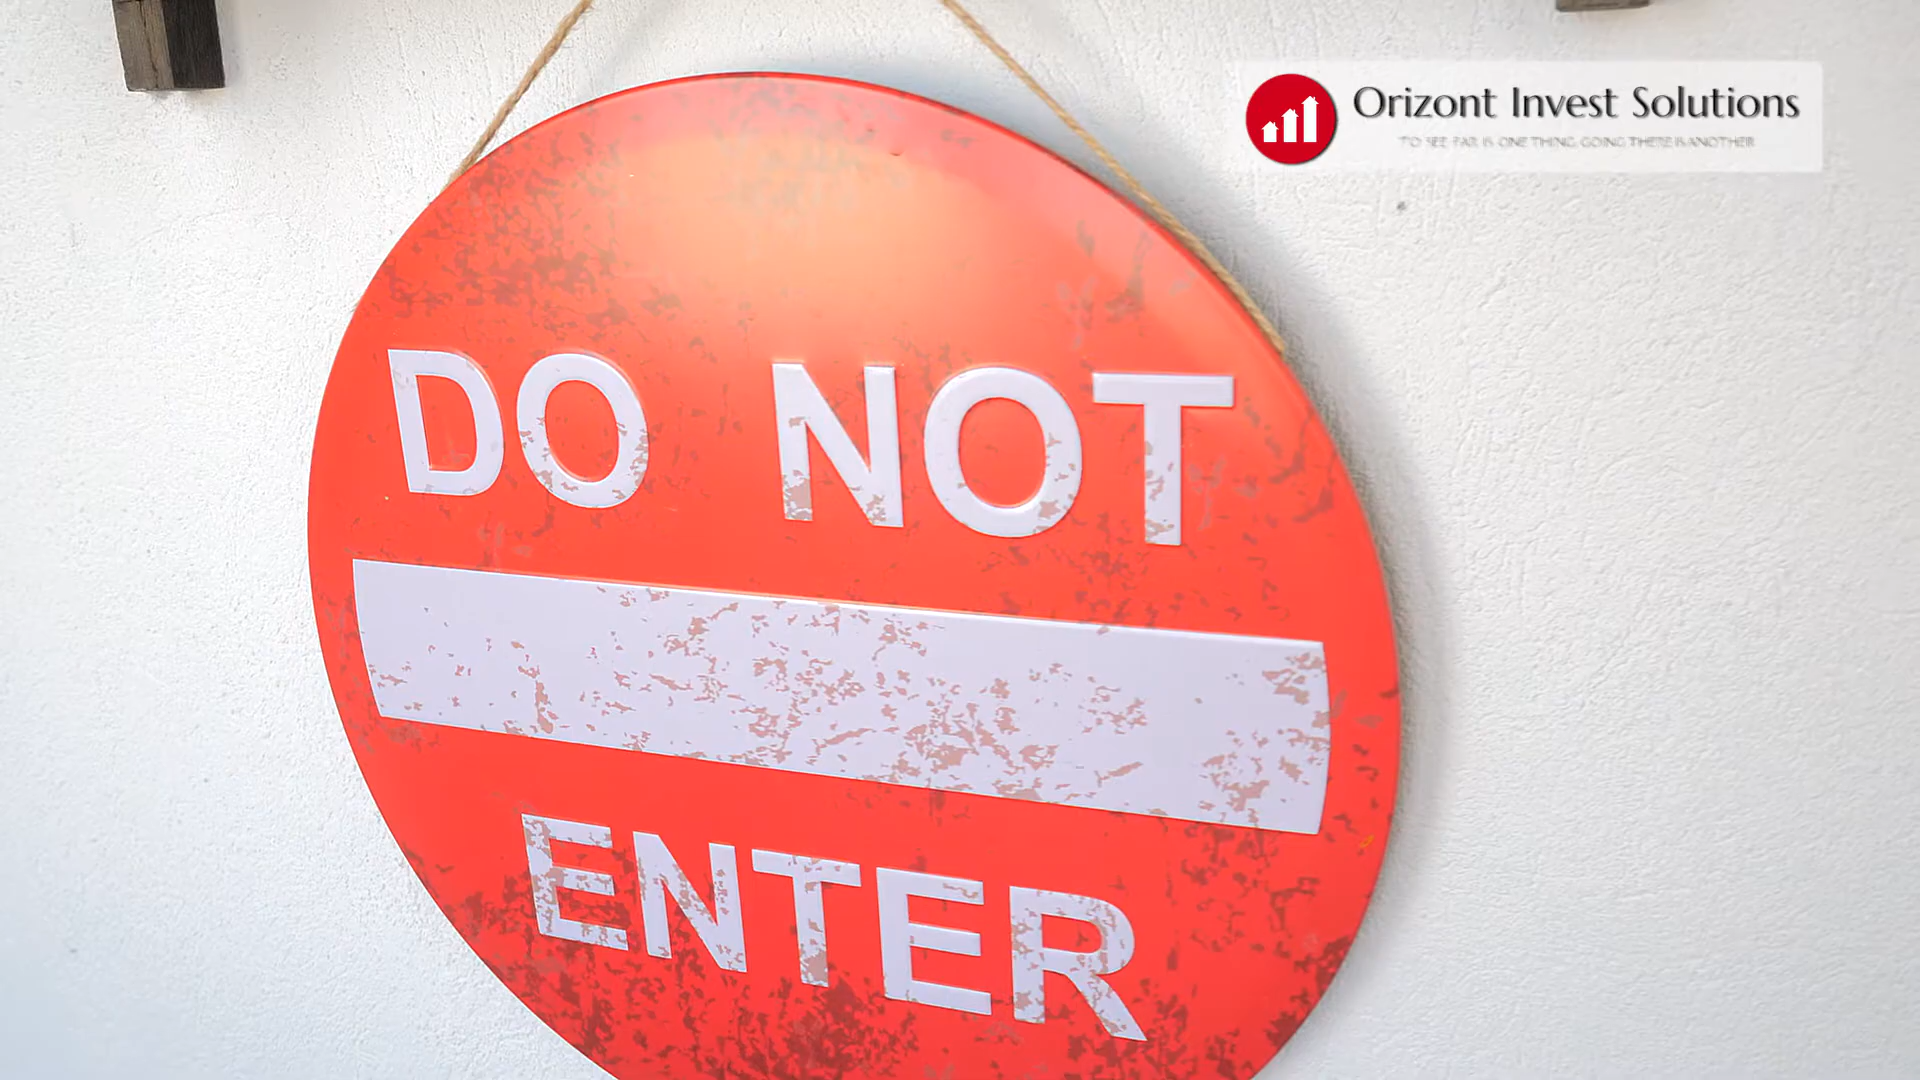 Orizont Invest Solutions
TO SEE FAR IS ONE THING, GOING THERE IS ANOTHER
DO NOT
ENTER